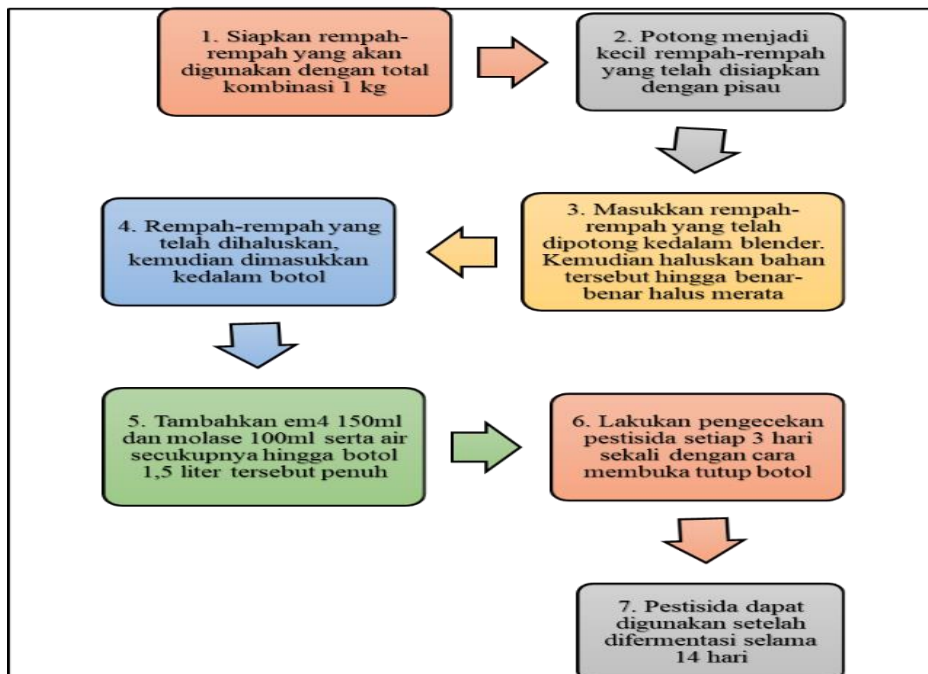 1. Siapkan rempah-
rempah yang akan
digunakan dengan total
kombinasi 1 kg
2. Potong menjadi
kecil rempah-rempah
yang telah disiapkan
dengan pisau
3. Masukkan rempah-
rempah yang telah
dipotong kedalam blender.
Kemudian haluskan bahan
tersebut hingga benar-
benar halus merata
4. Rempah-rempah yang
telah dihaluskan,
kemudian dimasukkan
kedalam botol
5. Tambahkan em4 150ml
dan molase 100ml serta air
secukupnya hingga botol
1,5 liter tersebut penuh
6. Lakukan pengecekan
pestisida setiap 3 hari
sekali dengan cara
membuka tutup botol
7. Pestisida dapat
digunakan setelah
difermentasi selama
14 hari